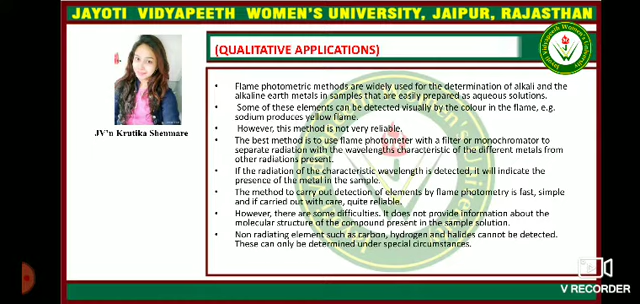 JAYOTI VIDYAPEETH WOMEN'S UNIVERSITY, JAIPUR, RAJASTHAN
(QUALITATIVE APPLICATIONS)
JV'n Krutika Shenmare
• Flame photometric methods are widely used for the determination of alkali and the
alkaline earth metals in samples that are easily prepared as aqueous solutions.
• Some of these elements can be detected visually by the colour in the flame, e.g.
sodium produces yellow flame.
• However, this method is not very reliable.
• The best method is to use flame photometer with a filter or monochromator to
separate radiation with the wavelengths characteristic of the different metals from
other radiations present.
• If the radiation of the characteristic wavelength is detected, it will indicate the
presence of the metal in the sample.
• The method to carry out detection of elements by flame photometry is fast, simple
and if carried out with care, quite reliable.
• However, there are some difficulties. It does not provide information about the
molecular structure of the compound present in the sample solution.
• Non radiating element such as carbon, hydrogen and halides cannot be detected.
These can only be determined under special circumstances.
V RECORDER